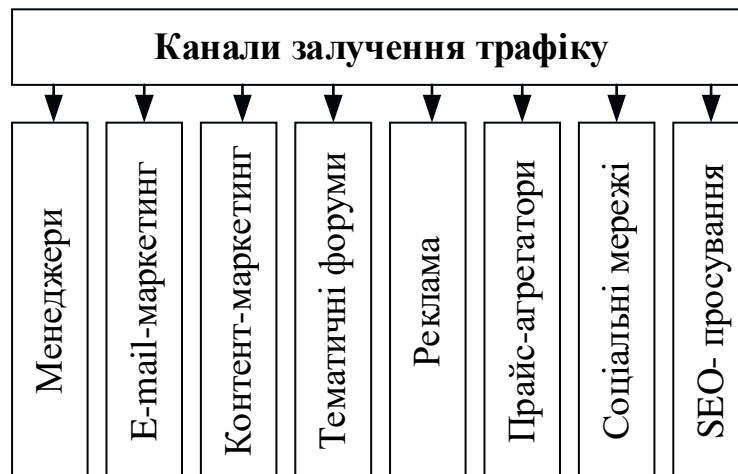 Канали залучення трафіку
Менеджери
E-mail-маркетинг
Контент-маркетинг
Тематичні форуми
Реклама
Прайс-агрегатори
Соціальні мережі
SEO- просування